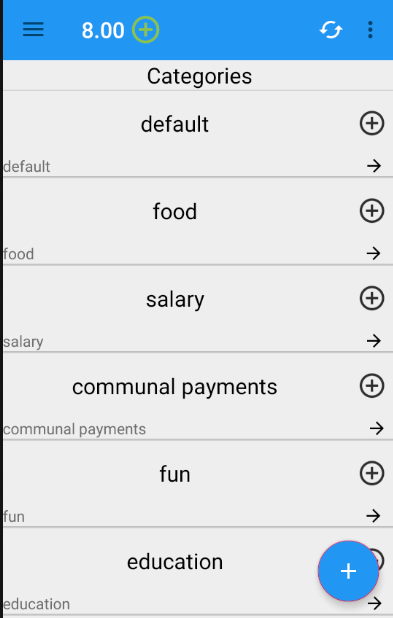 8.00
Categories
default
default
food
food
salary
salary
communal payments
communal payments
fun
fun
education
education